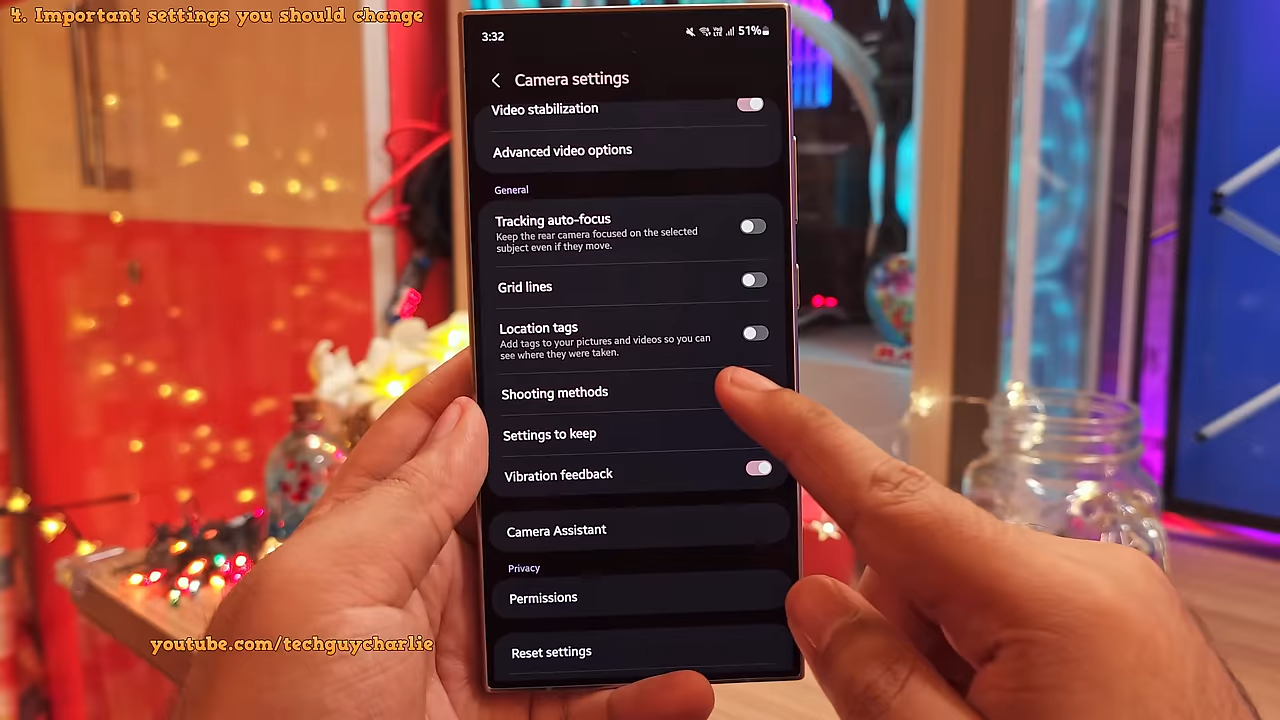 4. Important settings you should change
3:32
51%
Camera settings
Video stabilization
Advanced video options
General
Tracking auto-focus
Keep the rear camera focused on the selected
subject even if they move.
Grid lines
Location tags
Add tags to your pictures and videos so you can
see where they were taken.
Shooting methods
Settings to keep
Vibration feedback
Camera Assistant
Privacy
Permissions
Reset settings
youtube.com/techguycharlie